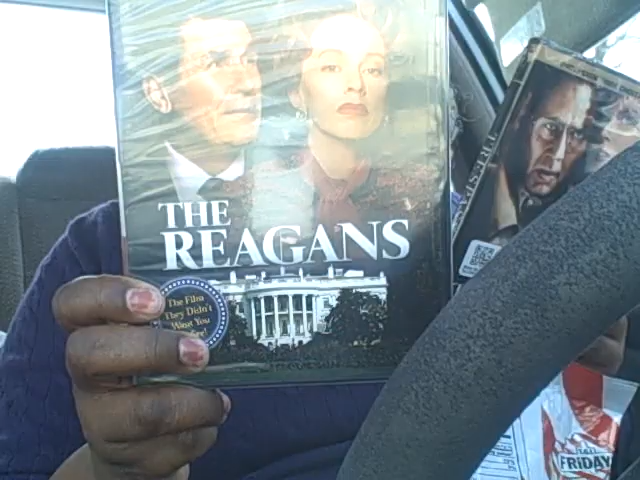 THE
REAGANS
The Film
They Didn't
Want You
FRIDAY